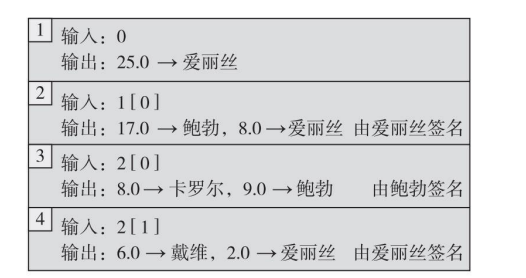 1 输入：0
输出：25.0 → 爱丽丝
2 输入：1 [ 0 ]
输出：17.0 → 鲍勃，8.0 → 爱丽丝 由爱丽丝签名
3 输入：2 [ 0 ]
输出：8.0 → 卡罗尔，9.0 → 鲍勃 由鲍勃签名
4 输入：2 [ 1 ]
输出：6.0 → 戴维，2.0 → 爱丽丝 由爱丽丝签名